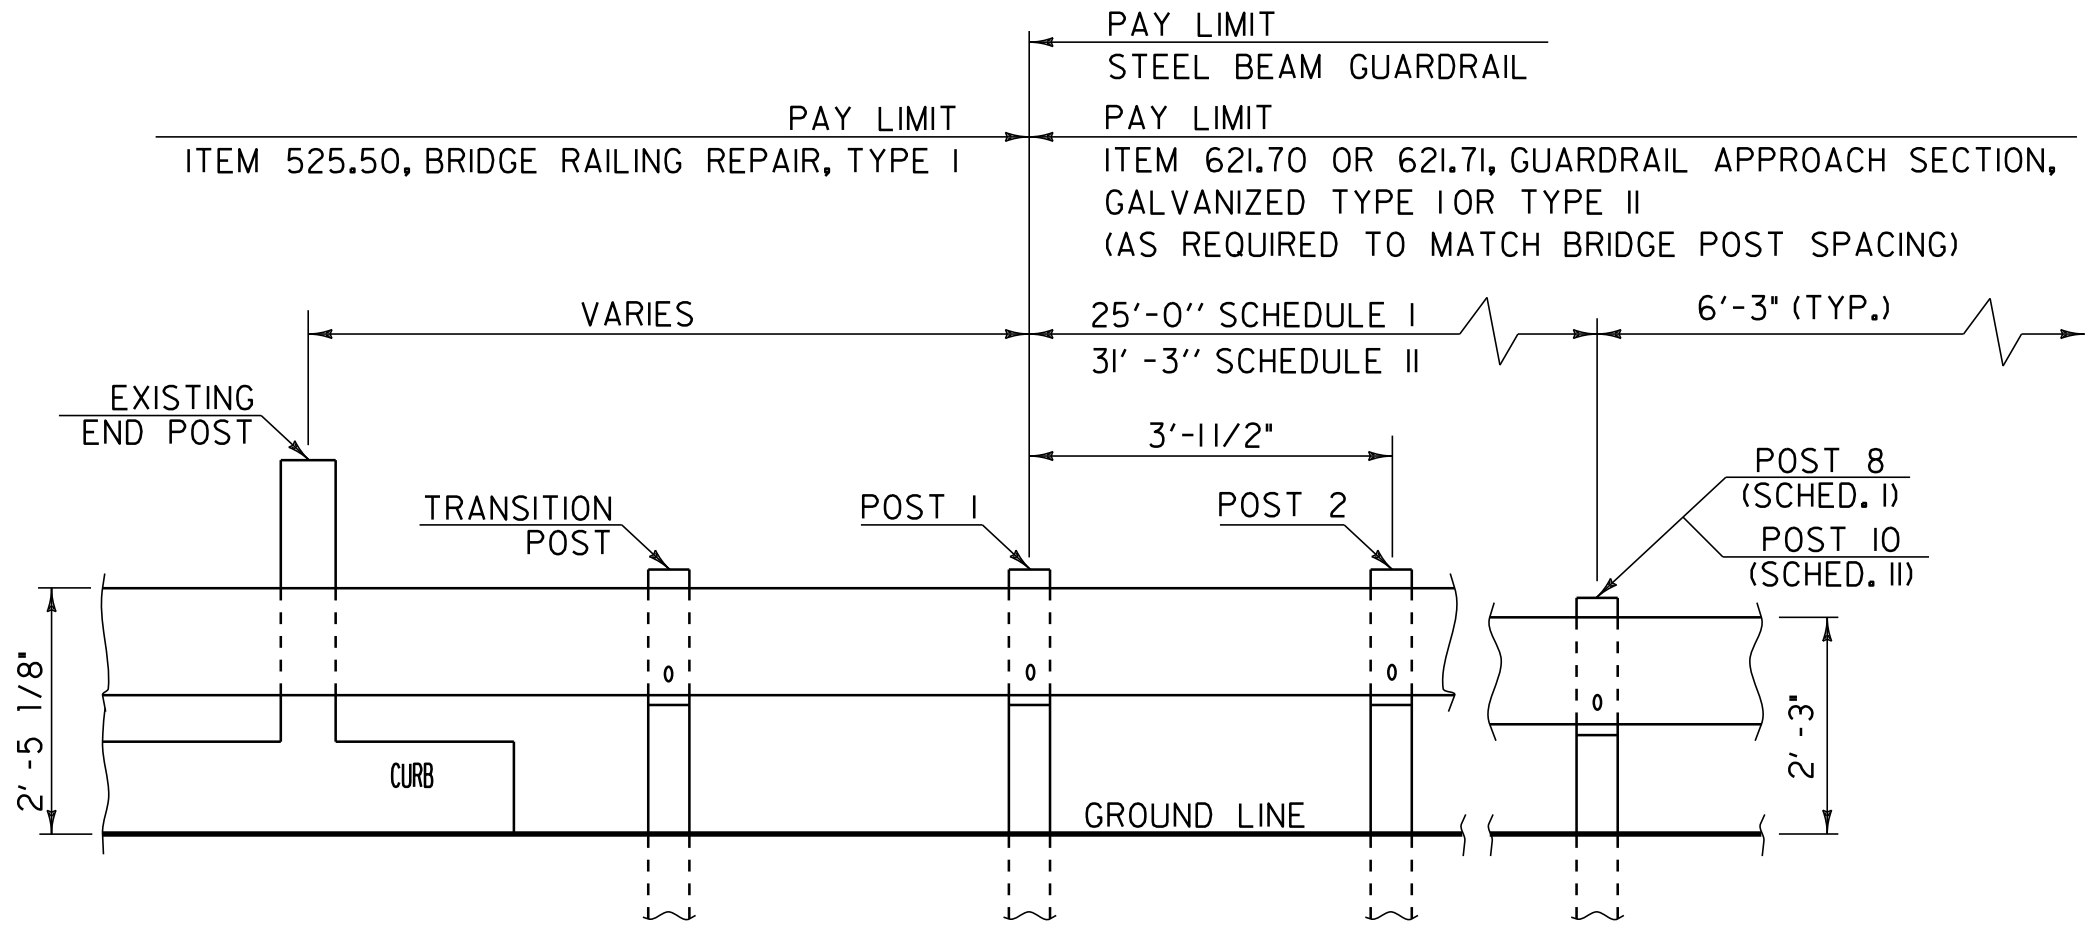 PAY LIMIT
STEEL BEAM GUARDRAIL
PAY LIMIT
ITEM 525.50, BRIDGE RAILING REPAIR, TYPE I
PAY LIMIT
ITEM 621.70 OR 621.71, GUARDRAIL APPROACH SECTION,
GALVANIZED TYPE I OR TYPE II
(AS REQUIRED TO MATCH BRIDGE POST SPACING)
VARIES
25'-0'' SCHEDULE I
31'-3'' SCHEDULE II
6'-3" (TYP.)
EXISTING
END POST
3'-11/2"
TRANSITION
POST
POST 1
POST 2
POST 8
(SCHED. I)
POST 10
(SCHED. II)
2'-5 1/8"
2'-3"
CURB
GROUND LINE